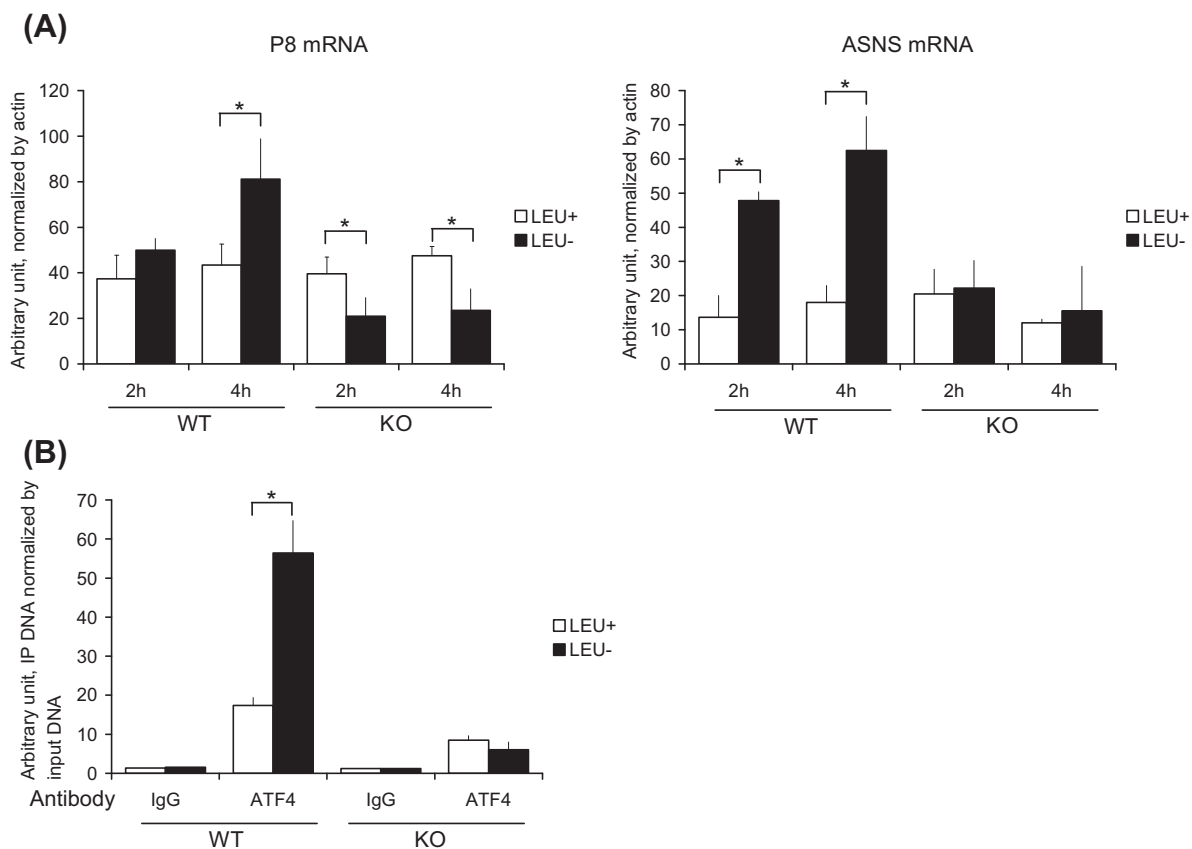 (A)
P8 mRNA
Arbitrary unit, normalized by actin
120
100
80
60
40
20
0
*
*
*
LEU+
LEU-
2h
4h
2h
4h
WT
KO
ASNS mRNA
Arbitrary unit, normalized by actin
80
70
60
50
40
30
20
10
0
*
*
LEU+
LEU-
2h
4h
2h
4h
WT
KO
(B)
Arbitrary unit, IP DNA normalized by
input DNA
70
60
50
40
30
20
10
0
*
LEU+
LEU-
Antibody
IgG
ATF4
IgG
ATF4
WT
KO